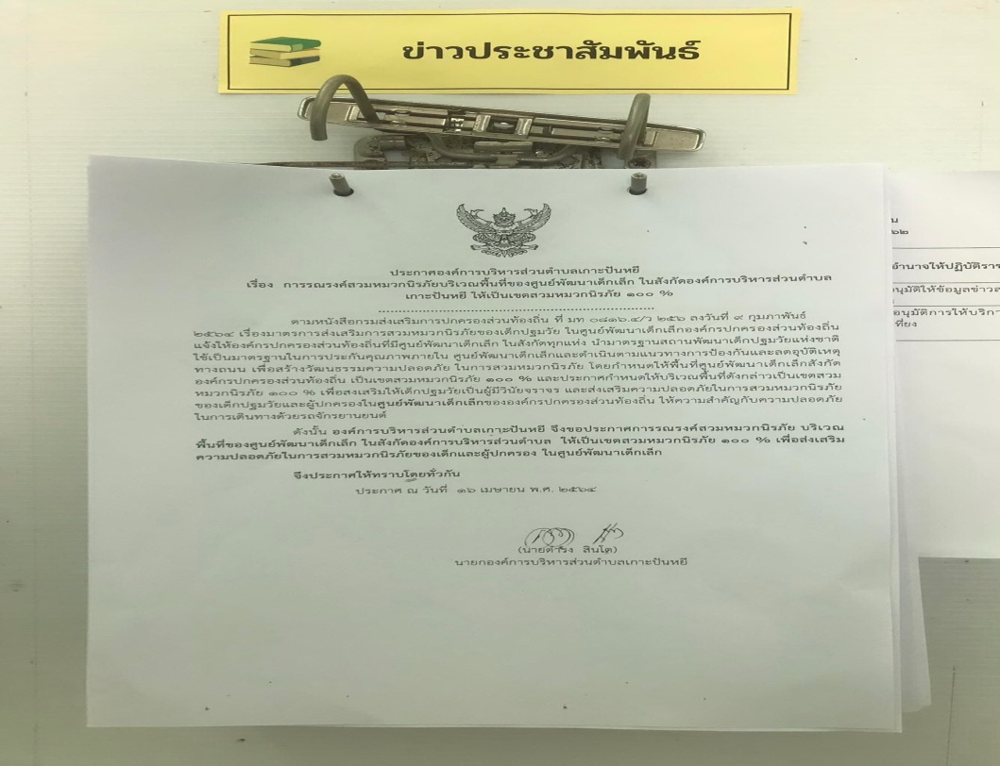 ข่าวประชาสัมพันธ์
ประกาศองค์การบริหารส่วนตำบลเกาะปันหยี
เรื่อง การรณรงค์สวมหมวกนิรภัยบริเวณพื้นที่ของศูนย์พัฒนาเด็กเล็ก ในสังกัดองค์การบริหารส่วนตำบล
เกาะปันหยี ให้เป็นเขตสวมหมวกนิรภัย ๑๐๐ %
ตามหนังสือกรมส่งเสริมการปกครองส่วนท้องถิ่น ที่ มท ๐๘๑๖.๔/ว ๒๕๖ ลงวันที่ ๙ กุมภาพันธ์
๒๕๖๔ เรื่องมาตรการส่งเสริมการสวมหมวกนิรภัยของเด็กปฐมวัย ในศูนย์พัฒนาเด็กเล็กองค์กรปกครองส่วนท้องถิ่น
แจ้งให้องค์กรปกครองส่วนท้องถิ่นที่มีศูนย์พัฒนาเด็กเล็ก ในสังกัดทุกแห่ง นำมาตรฐานสถานพัฒนาเด็กปฐมวัยแห่งชาติ
ใช้เป็นมาตรฐานในการประกันคุณภาพภายใน ศูนย์พัฒนาเด็กเล็กและดำเนินตามแนวทางการป้องกันและลดอุบัติเหตุ
ทางถนน เพื่อสร้างวัฒนธรรมความปลอดภัย ในการสวมหมวกนิรภัย โดยกำหนดให้พื้นที่ศูนย์พัฒนาเด็กเล็กสังกัด
องค์กรปกครองส่วนท้องถิ่น เป็นเขตสวมหมวกนิรภัย ๑๐๐ % และประกาศกำหนดให้บริเวณพื้นที่ดังกล่าวเป็นเขตสวม
หมวกนิรภัย ๑๐๐ % เพื่อส่งเสริมให้เด็กปฐมวัยเป็นผู้มีวินัยจราจร และส่งเสริมความปลอดภัยในการสวมหมวกนิรภัย
ของเด็กปฐมวัยและผู้ปกครองในศูนย์พัฒนาเด็กเล็กขององค์กรปกครองส่วนท้องถิ่น ให้ความสำคัญกับความปลอดภัย
ในการเดินทางด้วยรถจักรยานยนต์
ดังนั้น องค์การบริหารส่วนตำบลเกาะปันหยี จึงขอประกาศการรณรงค์สวมหมวกนิรภัย บริเวณ
พื้นที่ของศูนย์พัฒนาเด็กเล็ก ในสังกัดองค์การบริหารส่วนตำบล ให้เป็นเขตสวมหมวกนิรภัย ๑๐๐ % เพื่อส่งเสริม
ความปลอดภัยในการสวมหมวกนิรภัยของเด็กและผู้ปกครอง ในศูนย์พัฒนาเด็กเล็ก
จึงประกาศให้ทราบโดยทั่วกัน
ประกาศ ณ วันที่ ๑๖ เมษายน พ.ศ. ๒๕๖๔
(นายดำรง สินโต)
นายกองค์การบริหารส่วนตำบลเกาะปันหยี
น
๖๒
อำนาจให้ปฏิบัติรา
นุมัติให้ข้อมูลข่าวส
อนุมัติการให้บริกา